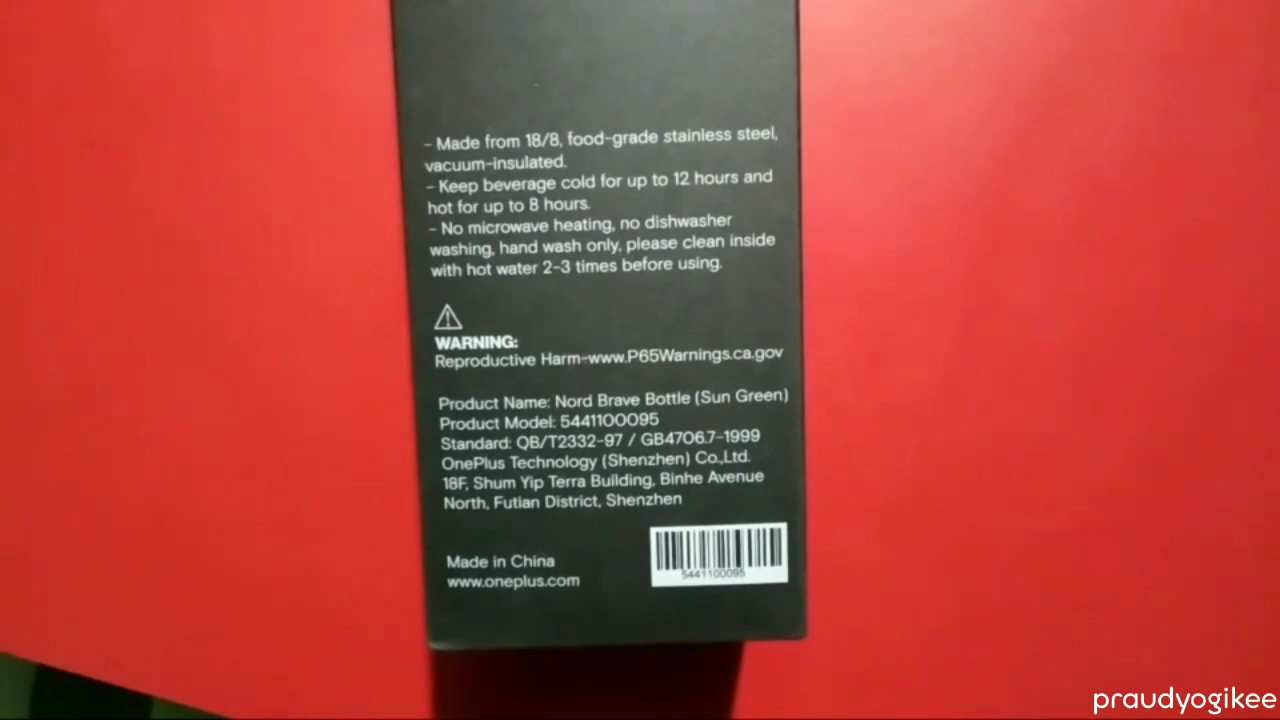 - Made from 18/8, food-grade stainless steel,
vacuum-insulated.
- Keep beverage cold for up to 12 hours and
hot for up to 8 hours.
- No microwave heating, no dishwasher
washing, hand wash only, please clean inside
with hot water 2-3 times before using.
WARNING:
Reproductive Harm-www.P65Warnings.ca.gov
Product Name: Nord Brave Bottle (Sun Green)
Product Model: 5441100095
Standard: QB/T2332-97 / GB4706.7-1999
OnePlus Technology (Shenzhen) Co.,Ltd.
18F, Shum Yip Terra Building, Binhe Avenue
North, Futian District, Shenzhen
Made in China
www.oneplus.com
5441100095
praudyogikee